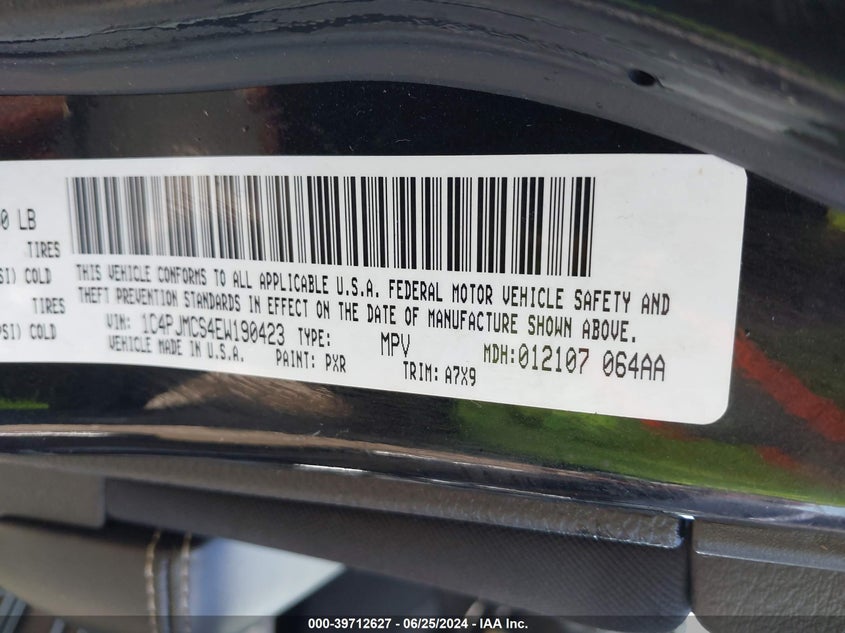 0 LB
TIRES
SI) COLD
TIRES
PSI) COLD
THIS VEHICLE CONFORMS TO ALL APPLICABLE U.S.A. FEDERAL MOTOR VEHICLE SAFETY AND
THEFT PREVENTION STANDARDS IN EFFECT ON THE DATE OF MANUFACTURE SHOWN ABOVE.
VIN: 1C4PJMCS4EW190423 TYPE: MPV MDH:012107 064AA
VEHICLE MADE IN U.S.A. PAINT: PXR TRIM: A7X9
000-39712627 - 06/25/2024 - IAA Inc.